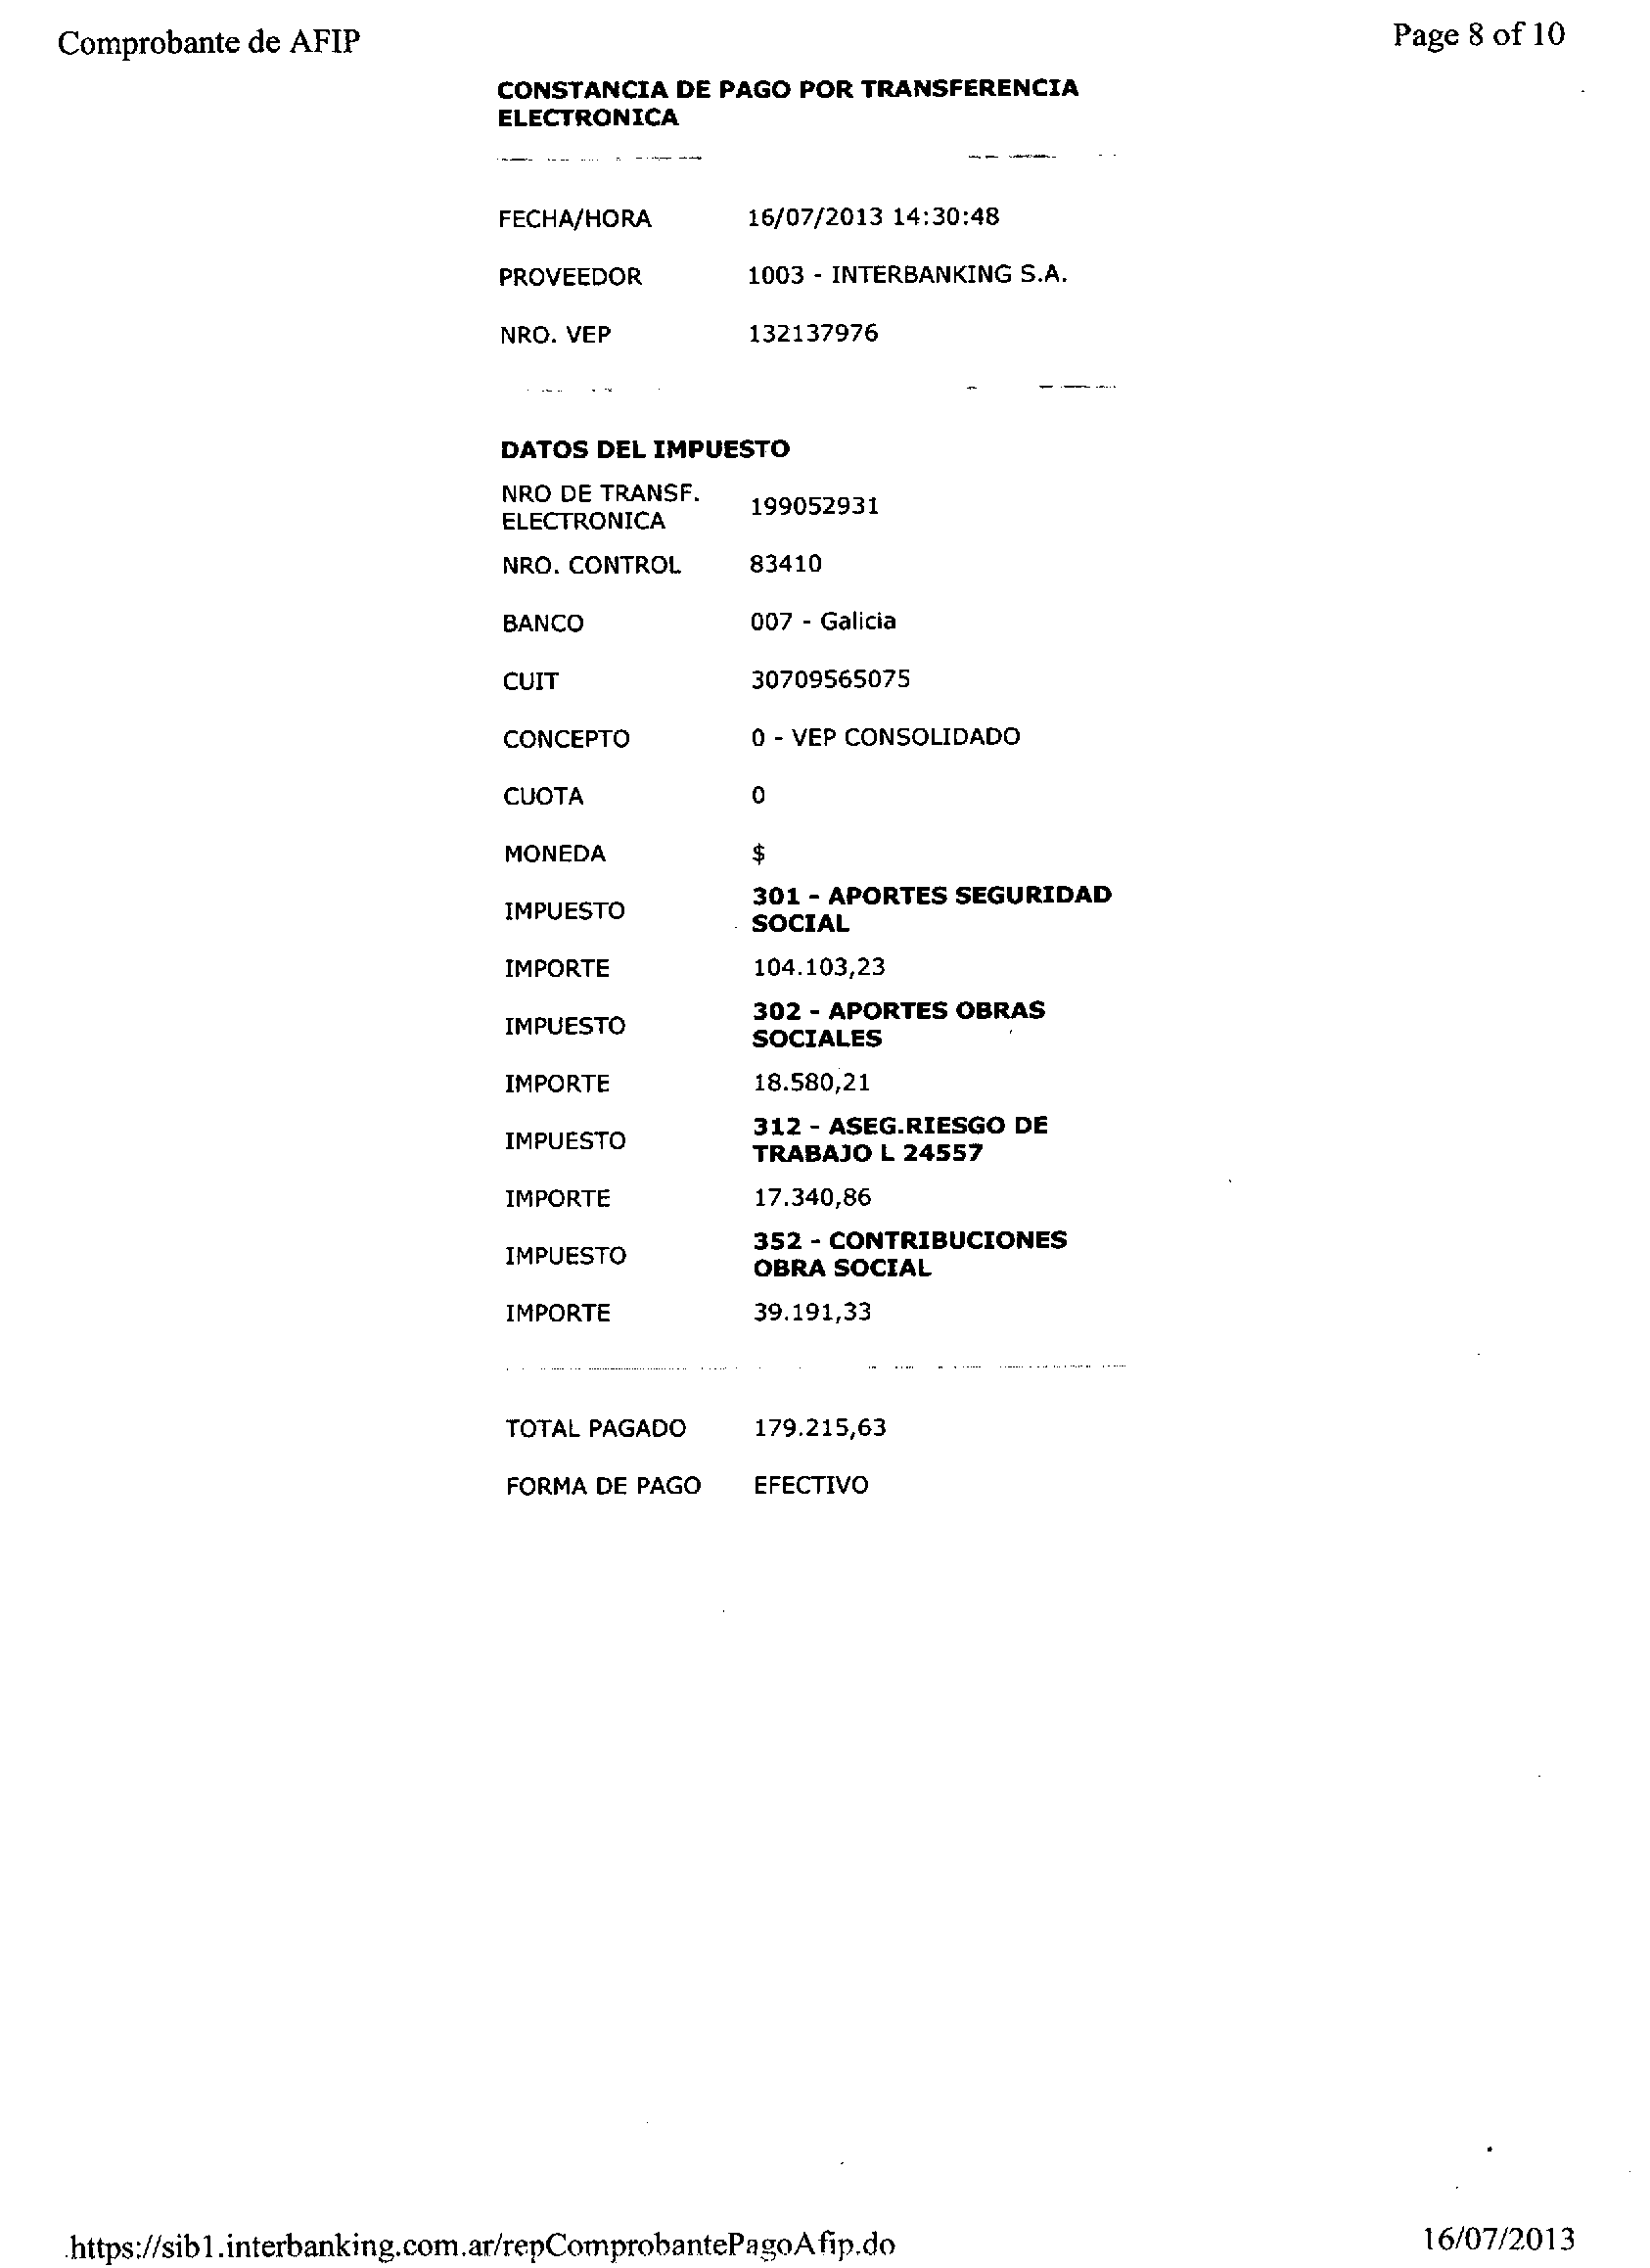 Comprobante de AFIP
Page 8 of 10
CONSTANCIA DE PAGO POR TRANSFERENCIA
ELECTRONICA
FECHA/HORA 16/07/2013 14:30:48
PROVEEDOR 1003 - INTERBANKING S.A.
NRO. VEP 132137976
DATOS DEL IMPUESTO
NRO DE TRANSF.
ELECTRONICA 199052931
NRO. CONTROL 83410
BANCO 007 - Galicia
CUIT 30709565075
CONCEPTO 0 - VEP CONSOLIDADO
CUOTA 0
MONEDA $
IMPUESTO 301 - APORTES SEGURIDAD
SOCIAL
IMPORTE 104.103,23
IMPUESTO 302 - APORTES OBRAS
SOCIALES
IMPORTE 18.580,21
IMPUESTO 312 - ASEG.RIESGO DE
TRABAJO L 24557
IMPORTE 17.340,86
IMPUESTO 352 - CONTRIBUCIONES
OBRA SOCIAL
IMPORTE 39.191,33
TOTAL PAGADO 179.215,63
FORMA DE PAGO EFECTIVO
https://sib1.interbanking.com.ar/repComprobantePagoAfip.do
16/07/2013